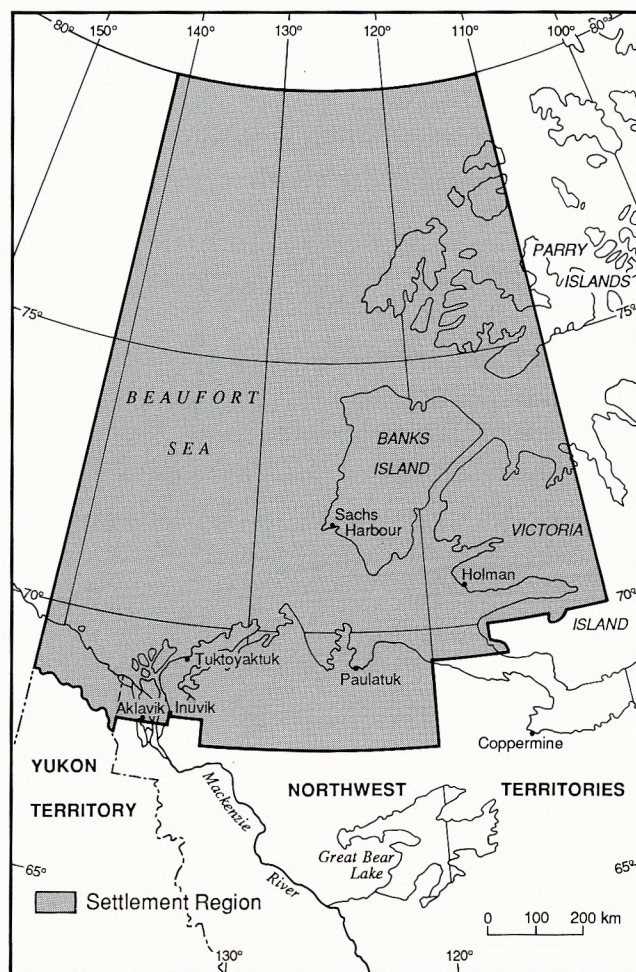 150°
140°
130°
120°
110°
100°
80°
80°
PARRY
ISLANDS
75°
75°
BEAUFORT
SEA
BANKS
ISLAND
Sachs
Harbour
VICTORIA
Holman
70°
70°
ISLAND
Tuktoyaktuk
Paulatuk
Aklavik
Inuvik
Coppermine
YUKON
TERRITORY
NORTHWEST TERRITORIES
Mackenzie
River
Great Bear
Lake
65°
65°
Settlement Region
0 100 200 km
130°
120°